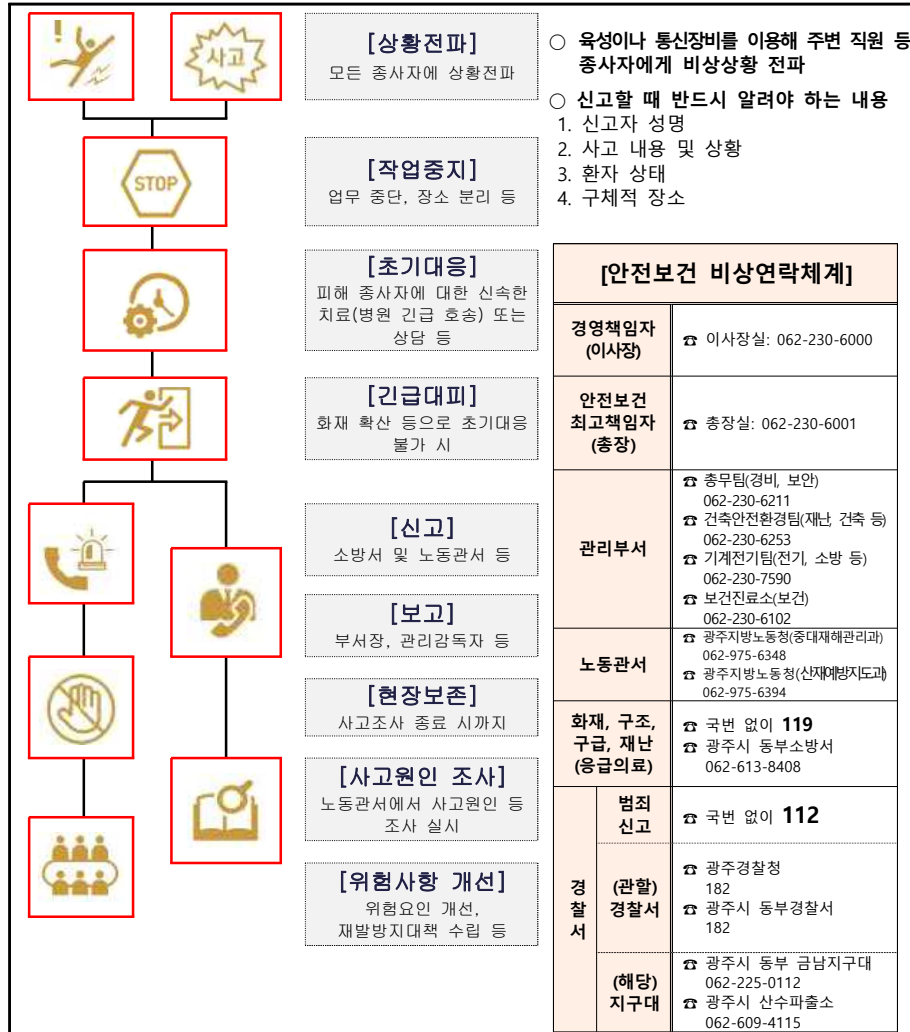 사고
[상황전파]
모든 종사자에 상황전파
STOP
[작업중지]
업무 중단, 장소 분리 등
[초기대응]
피해 종사자에 대한 신속한
치료(병원 긴급 호송) 또는
상담 등
[긴급대피]
화재 확산 등으로 초기대응
불가 시
[신고]
소방서 및 노동관서 등
[보고]
부서장, 관리감독자 등
[현장보존]
사고조사 종료 시까지
[사고원인 조사]
노동관서에서 사고원인 등
조사 실시
[위험사항 개선]
위험요인 개선,
재발방지대책 수립 등
○ 육성이나 통신장비를 이용해 주변 직원 등
종사자에게 비상상황 전파
○ 신고할 때 반드시 알려야 하는 내용
1. 신고자 성명
2. 사고 내용 및 상황
3. 환자 상태
4. 구체적 장소
[안전보건 비상연락체계]
경영책임자
(이사장)
☎ 이사장실: 062-230-6000
안전보건
최고책임자
(총장)
☎ 총장실: 062-230-6001
관리부서
☎ 총무팀(경비, 보안)
062-230-6211
☎ 건축안전환경팀(재난, 건축 등)
062-230-6253
☎ 기계전기팀(전기, 소방 등)
062-230-7590
☎ 보건진료소(보건)
062-230-6102
노동관서
☎ 광주지방노동청(중대재해관리과)
062-975-6348
☎ 광주지방노동청(산재예방지도과)
062-975-6394
화재, 구조,
구급, 재난
(응급의료)
☎ 국번 없이 119
☎ 광주시 동부소방서
062-613-8408
경찰서
범죄
신고
☎ 국번 없이 112
(관할)
경찰서
☎ 광주경찰청
182
☎ 광주시 동부경찰서
182
(해당)
지구대
☎ 광주시 동부 금남지구대
062-225-0112
☎ 광주시 산수파출소
062-609-4115